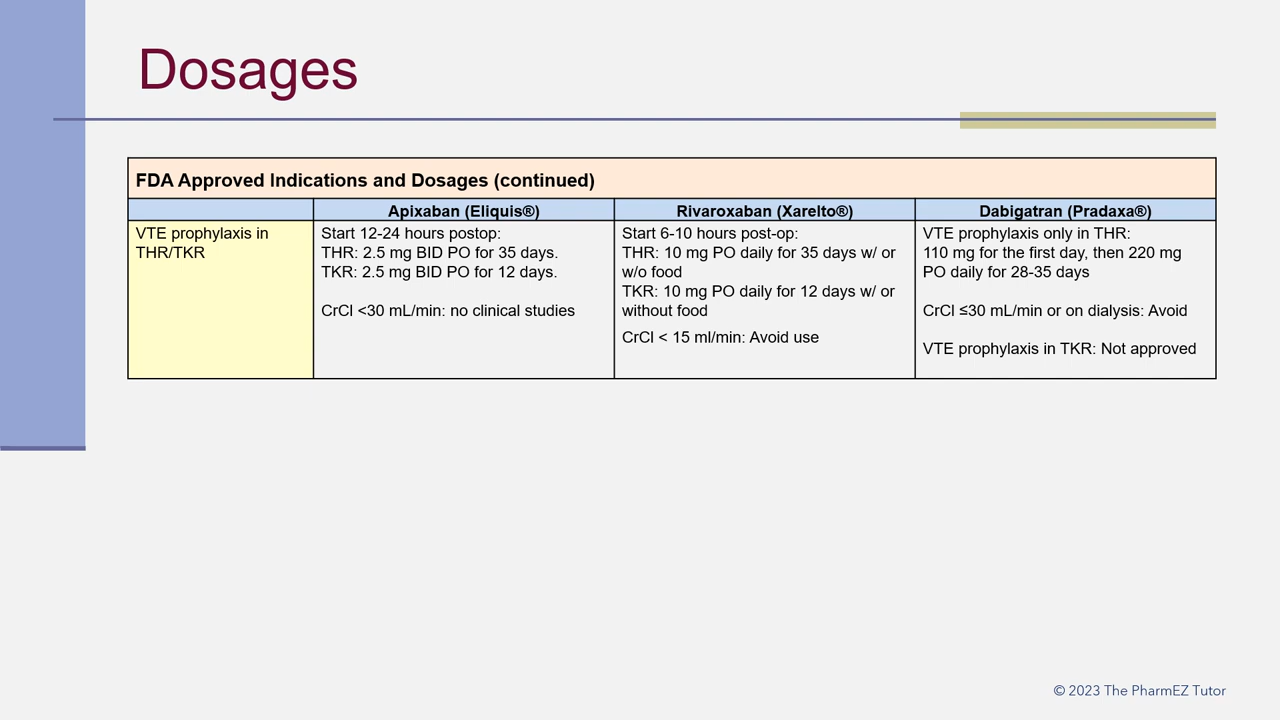 Dosages
FDA Approved Indications and Dosages (continued)
Apixaban (Eliquis®)
Rivaroxaban (Xarelto®)
Dabigatran (Pradaxa®)
VTE prophylaxis in
THR/TKR
Start 12-24 hours postop:
THR: 2.5 mg BID PO for 35 days.
TKR: 2.5 mg BID PO for 12 days.
CrCl <30 mL/min: no clinical studies
Start 6-10 hours post-op:
THR: 10 mg PO daily for 35 days w/ or
w/o food
TKR: 10 mg PO daily for 12 days w/ or
without food
CrCl < 15 ml/min: Avoid use
VTE prophylaxis only in THR:
110 mg for the first day, then 220 mg
PO daily for 28-35 days
CrCl ≤30 mL/min or on dialysis: Avoid
VTE prophylaxis in TKR: Not approved
© 2023 The PharmEZ Tutor